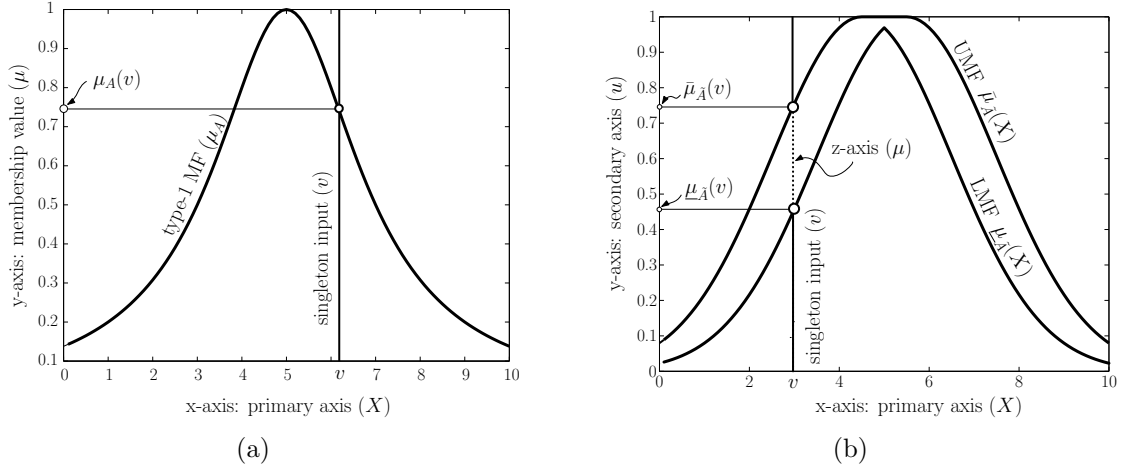 1
0.9
0.8
0.7
0.6
0.5
0.4
0.3
0.2
0.1
y-axis: membership value (μ)
μ_A(v)
type-1 MF (μ_A)
singleton input (v)
0 1 2 3 4 5 6 v 7 8 9 10
x-axis: primary axis (X)
(a)
1
0.9
0.8
0.7
0.6
0.5
0.4
0.3
0.2
0.1
0
y-axis: secondary axis (u)
μ̄_Ã(v)
μ̲_Ã(v)
z-axis (μ)
singleton input (v)
UMF μ̄_Ã(X)
LMF μ̲_Ã(X)
0 2 v 4 6 8 10
x-axis: primary axis (X)
(b)